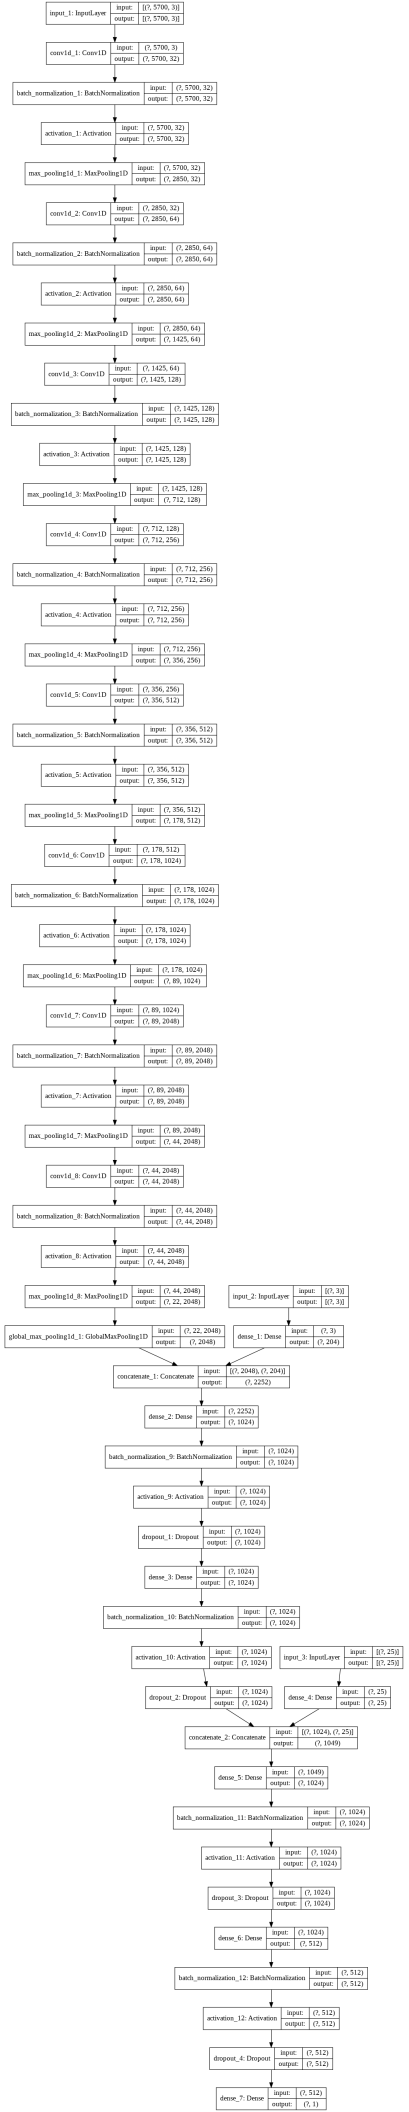 input_1: InputLayer input: [(?, 5700, 3)]
output: [(?, 5700, 3)]
conv1d_1: Conv1D input: (?, 5700, 3)
output: (?, 5700, 32)
batch_normalization_1: BatchNormalization input: (?, 5700, 32)
output: (?, 5700, 32)
activation_1: Activation input: (?, 5700, 32)
output: (?, 5700, 32)
max_pooling1d_1: MaxPooling1D input: (?, 5700, 32)
output: (?, 2850, 32)
conv1d_2: Conv1D input: (?, 2850, 32)
output: (?, 2850, 64)
batch_normalization_2: BatchNormalization input: (?, 2850, 64)
output: (?, 2850, 64)
activation_2: Activation input: (?, 2850, 64)
output: (?, 2850, 64)
max_pooling1d_2: MaxPooling1D input: (?, 2850, 64)
output: (?, 1425, 64)
conv1d_3: Conv1D input: (?, 1425, 64)
output: (?, 1425, 128)
batch_normalization_3: BatchNormalization input: (?, 1425, 128)
output: (?, 1425, 128)
activation_3: Activation input: (?, 1425, 128)
output: (?, 1425, 128)
max_pooling1d_3: MaxPooling1D input: (?, 1425, 128)
output: (?, 712, 128)
conv1d_4: Conv1D input: (?, 712, 128)
output: (?, 712, 256)
batch_normalization_4: BatchNormalization input: (?, 712, 256)
output: (?, 712, 256)
activation_4: Activation input: (?, 712, 256)
output: (?, 712, 256)
max_pooling1d_4: MaxPooling1D input: (?, 712, 256)
output: (?, 356, 256)
conv1d_5: Conv1D input: (?, 356, 256)
output: (?, 356, 512)
batch_normalization_5: BatchNormalization input: (?, 356, 512)
output: (?, 356, 512)
activation_5: Activation input: (?, 356, 512)
output: (?, 356, 512)
max_pooling1d_5: MaxPooling1D input: (?, 356, 512)
output: (?, 178, 512)
conv1d_6: Conv1D input: (?, 178, 512)
output: (?, 178, 1024)
batch_normalization_6: BatchNormalization input: (?, 178, 1024)
output: (?, 178, 1024)
activation_6: Activation input: (?, 178, 1024)
output: (?, 178, 1024)
max_pooling1d_6: MaxPooling1D input: (?, 178, 1024)
output: (?, 89, 1024)
conv1d_7: Conv1D input: (?, 89, 1024)
output: (?, 89, 2048)
batch_normalization_7: BatchNormalization input: (?, 89, 2048)
output: (?, 89, 2048)
activation_7: Activation input: (?, 89, 2048)
output: (?, 89, 2048)
max_pooling1d_7: MaxPooling1D input: (?, 89, 2048)
output: (?, 44, 2048)
conv1d_8: Conv1D input: (?, 44, 2048)
output: (?, 44, 2048)
batch_normalization_8: BatchNormalization input: (?, 44, 2048)
output: (?, 44, 2048)
activation_8: Activation input: (?, 44, 2048)
output: (?, 44, 2048)
max_pooling1d_8: MaxPooling1D input: (?, 44, 2048)
output: (?, 22, 2048)
input_2: InputLayer input: [(?, 3)]
output: [(?, 3)]
global_max_pooling1d_1: GlobalMaxPooling1D input: (?, 22, 2048)
output: (?, 2048)
dense_1: Dense input: (?, 3)
output: (?, 204)
concatenate_1: Concatenate input: [(?, 2048), (?, 204)]
output: (?, 2252)
dense_2: Dense input: (?, 2252)
output: (?, 1024)
batch_normalization_9: BatchNormalization input: (?, 1024)
output: (?, 1024)
activation_9: Activation input: (?, 1024)
output: (?, 1024)
dropout_1: Dropout input: (?, 1024)
output: (?, 1024)
dense_3: Dense input: (?, 1024)
output: (?, 1024)
batch_normalization_10: BatchNormalization input: (?, 1024)
output: (?, 1024)
activation_10: Activation input: (?, 1024)
output: (?, 1024)
input_3: InputLayer input: [(?, 25)]
output: [(?, 25)]
dropout_2: Dropout input: (?, 1024)
output: (?, 1024)
dense_4: Dense input: (?, 25)
output: (?, 25)
concatenate_2: Concatenate input: [(?, 1024), (?, 25)]
output: (?, 1049)
dense_5: Dense input: (?, 1049)
output: (?, 1024)
batch_normalization_11: BatchNormalization input: (?, 1024)
output: (?, 1024)
activation_11: Activation input: (?, 1024)
output: (?, 1024)
dropout_3: Dropout input: (?, 1024)
output: (?, 1024)
dense_6: Dense input: (?, 1024)
output: (?, 512)
batch_normalization_12: BatchNormalization input: (?, 512)
output: (?, 512)
activation_12: Activation input: (?, 512)
output: (?, 512)
dropout_4: Dropout input: (?, 512)
output: (?, 512)
dense_7: Dense input: (?, 512)
output: (?, 1)